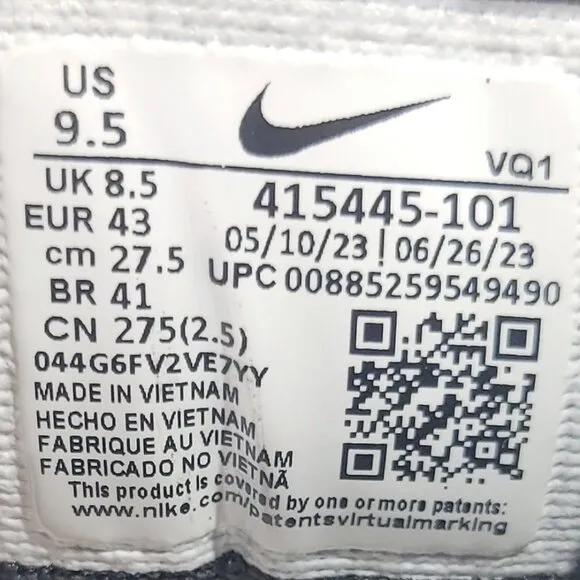 US
9.5
VQ1
UK 8.5
EUR 43
cm 27.5
BR 41
CN 275(2.5)
415445-101
05/10/23 | 06/26/23
UPC 00885259549490
044G6FV2VE7YY
MADE IN VIETNAM
HECHO EN VIETNAM
FABRIQUE AU VIETNAM
FABRICADO NO VIETNÃ
This product is covered by one or more patents:
www.nike.com/patentsvirtualmarking